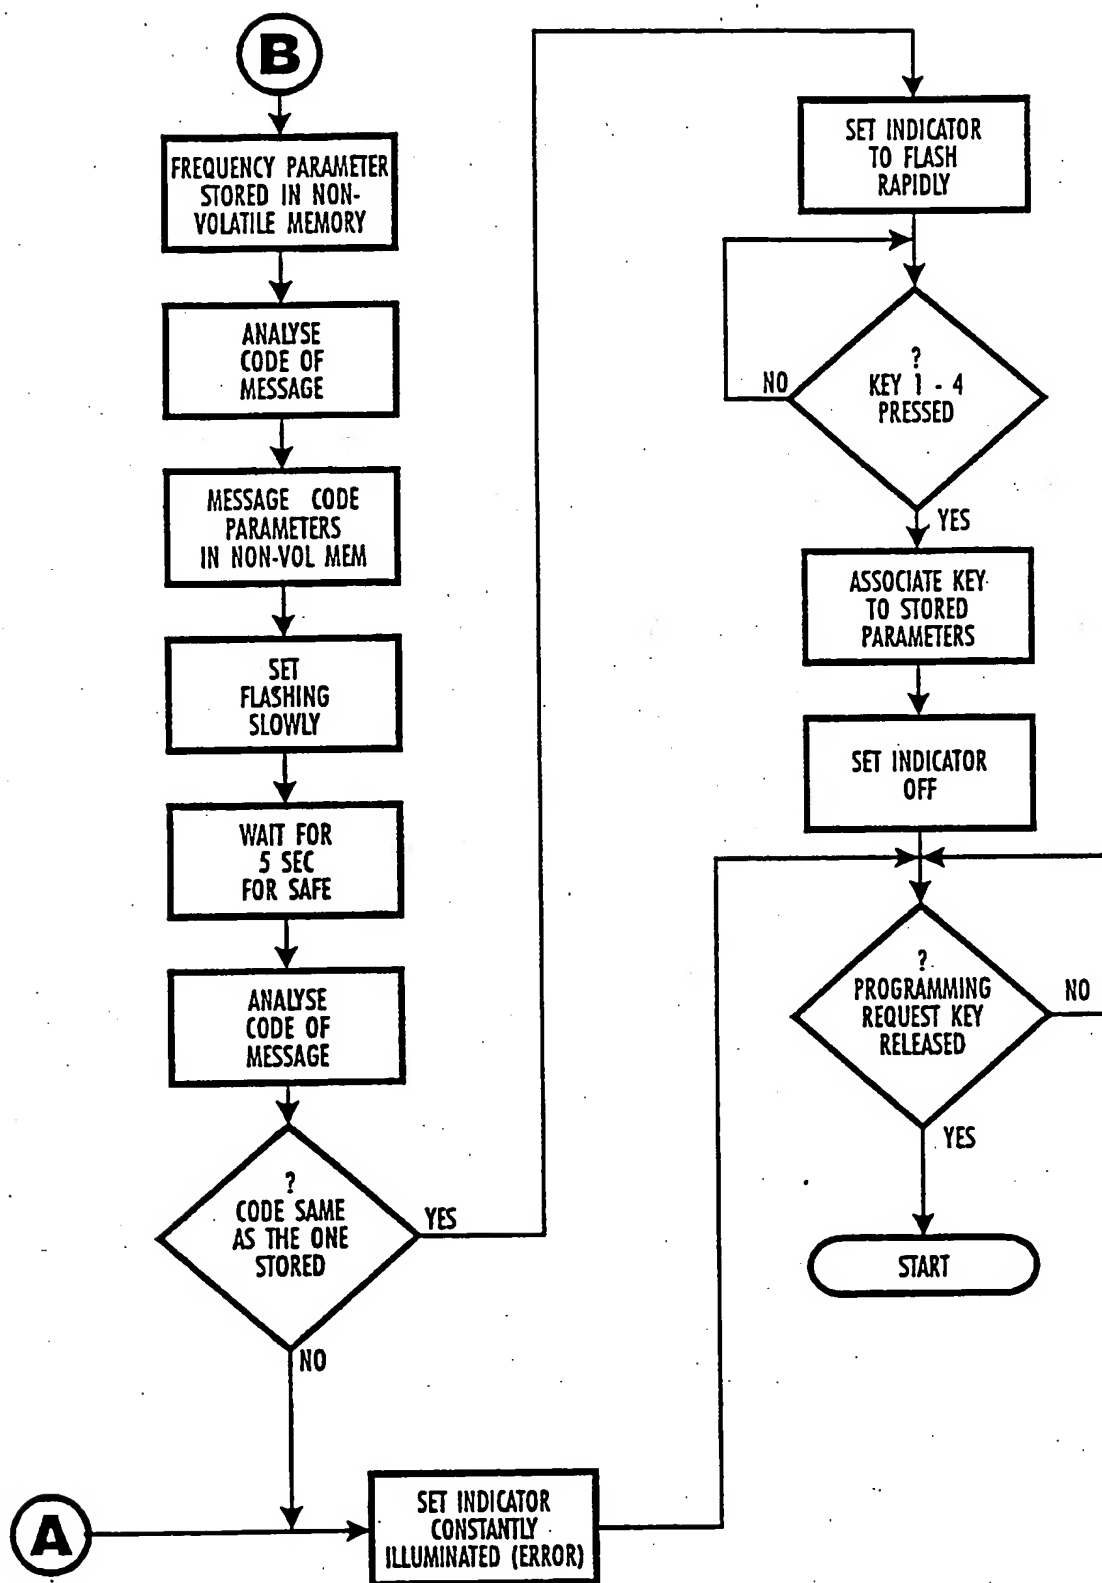 B
FREQUENCY PARAMETER
STORED IN NON-
VOLATILE MEMORY
ANALYSE
CODE OF
MESSAGE
MESSAGE CODE
PARAMETERS
IN NON-VOL MEM
SET
FLASHING
SLOWLY
WAIT FOR
5 SEC
FOR SAFE
ANALYSE
CODE OF
MESSAGE
?
CODE SAME
AS THE ONE
STORED
YES
NO
A
SET INDICATOR
CONSTANTLY
ILLUMINATED (ERROR)
SET INDICATOR
TO FLASH
RAPIDLY
?
KEY 1 - 4
PRESSED
NO
YES
ASSOCIATE KEY
TO STORED
PARAMETERS
SET INDICATOR
OFF
?
PROGRAMMING
REQUEST KEY
RELEASED
NO
YES
START